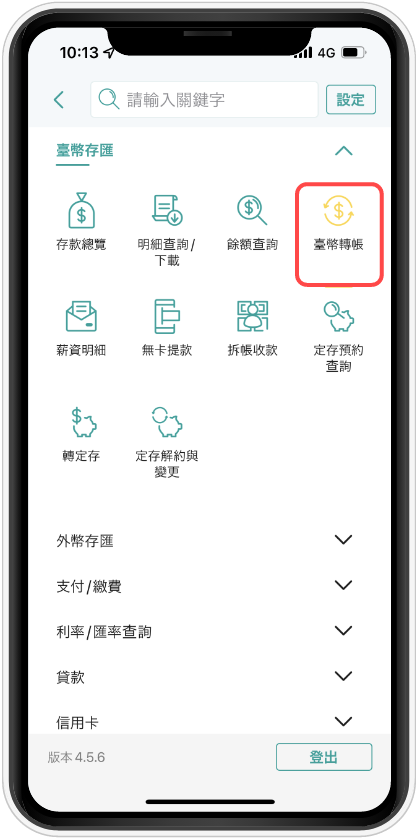 10:13 4G
請輸入關鍵字 設定
臺幣存匯
存款總覽 明細查詢/ 餘額查詢 臺幣轉帳
下載
薪資明細 無卡提款 拆帳收款 定存預約
查詢
轉定存 定存解約與
變更
外幣存匯
支付/繳費
利率/匯率查詢
貸款
信用卡
版本 4.5.6 登出